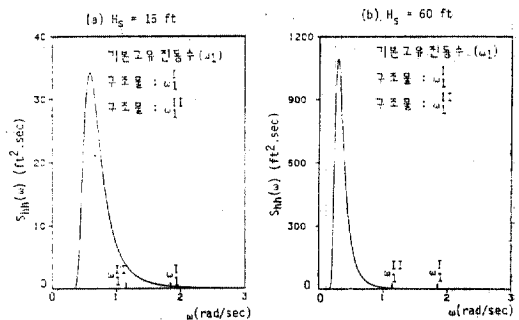 (a) H_s = 15 ft
40
30
20
10
0
S_hh(ω) (ft².sec)
기본고유진동수(ω₁)
구조물 : ω₁^I
구조물 : ω₁^II
ω₁^II
ω₁^I
0
1
2
3
ω(rad/sec)
(b) H_s = 60 ft
1200
900
600
300
0
S_hh(ω) (ft².sec)
기본고유진동수.(ω₁)
구조물 : ω₁^I
구조물 : ω₁^II
ω₁^II
ω₁^I
0
1
2
3
ω(rad/sec)